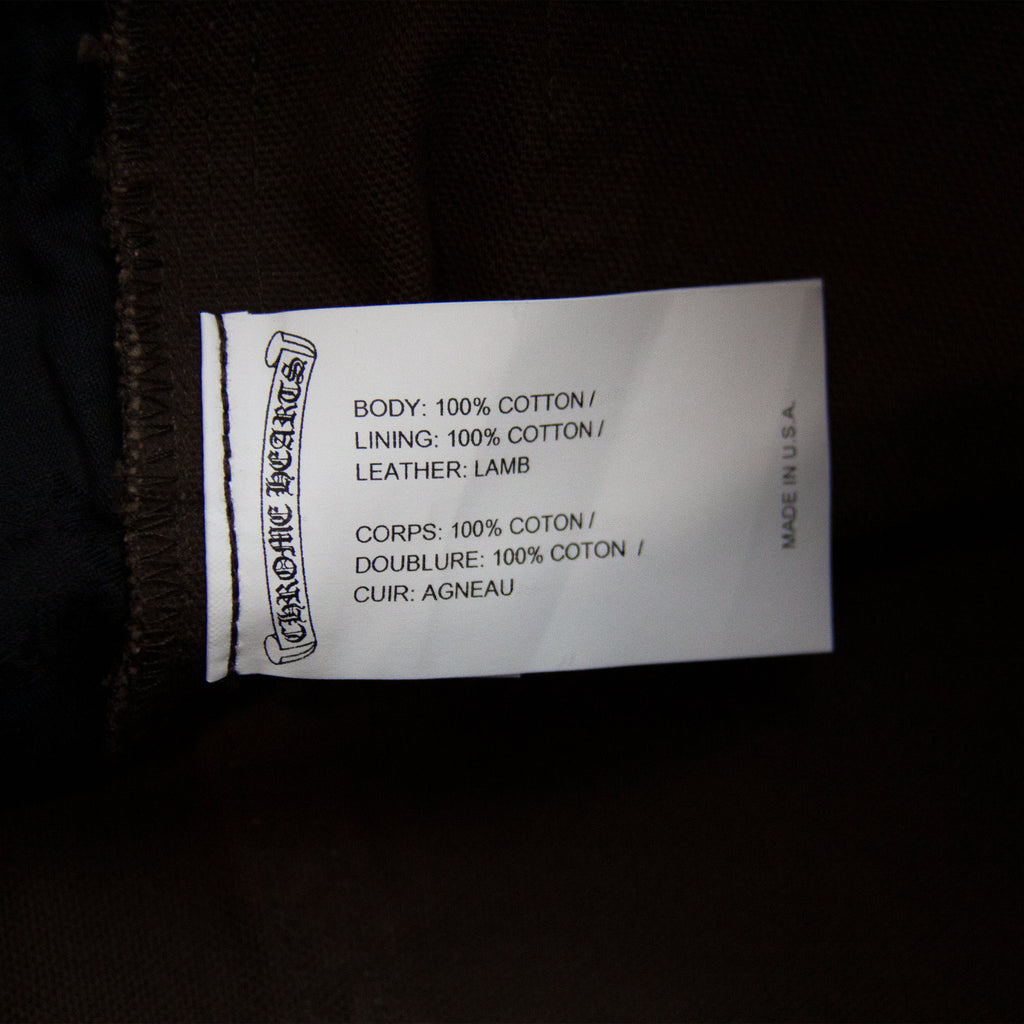 CHROME HEARTS
BODY: 100% COTTON /
LINING: 100% COTTON /
LEATHER: LAMB
CORPS: 100% COTON /
DOUBLURE: 100% COTON /
CUIR: AGNEAU
MADE IN U.S.A.